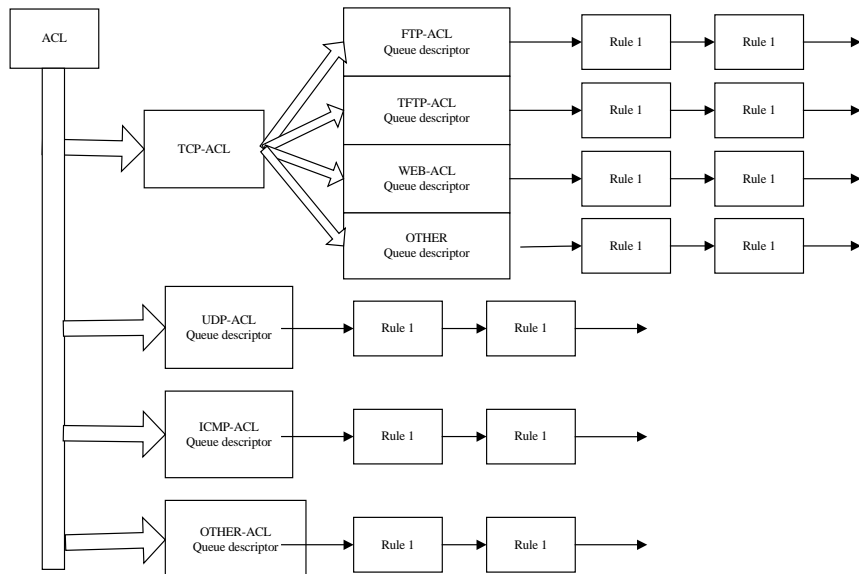 ACL
FTP-ACL
Queue descriptor
Rule 1
Rule 1
TFTP-ACL
Queue descriptor
Rule 1
Rule 1
TCP-ACL
WEB-ACL
Queue descriptor
Rule 1
Rule 1
OTHER
Queue descriptor
Rule 1
Rule 1
UDP-ACL
Queue descriptor
Rule 1
Rule 1
ICMP-ACL
Queue descriptor
Rule 1
Rule 1
OTHER-ACL
Queue descriptor
Rule 1
Rule 1